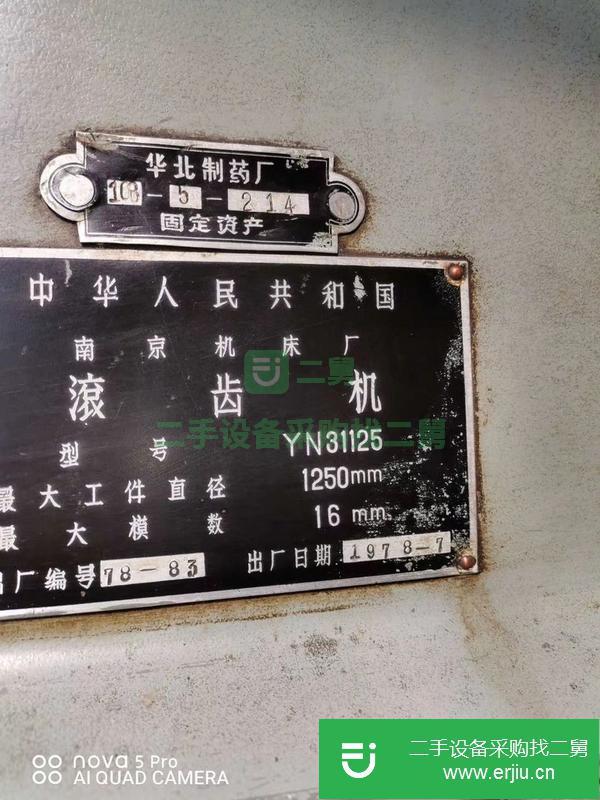 华北制药厂
108-5-214
固定资产
中华人民共和国
南京机床厂
二舅
滚齿机
二手设备采购找二舅
型号 YN31125
最大工件直径 1250mm
最大模数 16 mm
出厂编号 78-83 出厂日期 1978-7
nova 5 Pro
AI QUAD CAMERA
二手设备采购找二舅
www.erjiu.cn